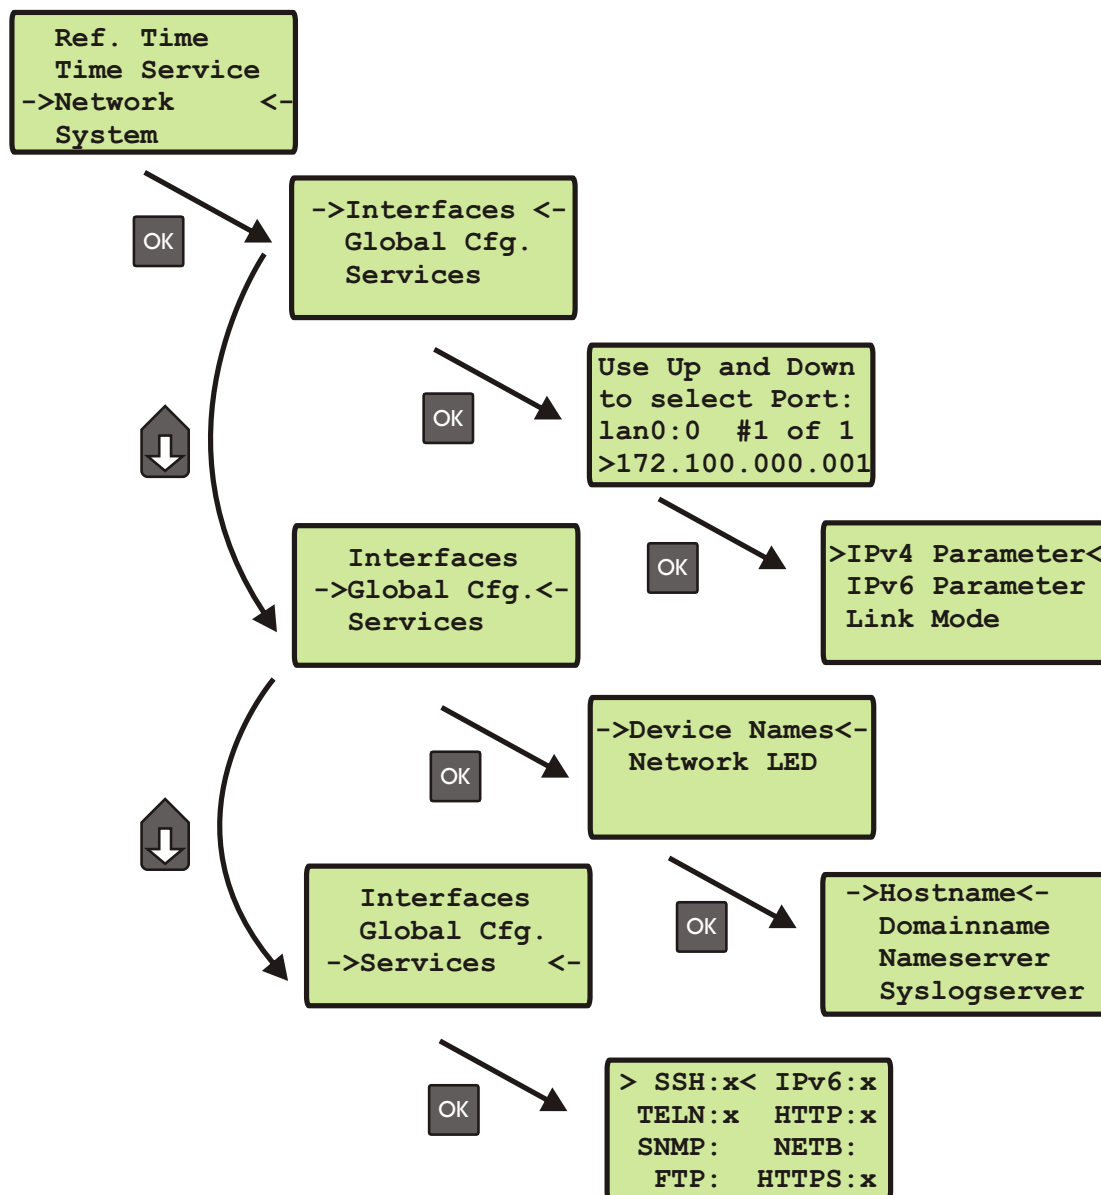 Ref. Time
Time Service
->Network <-
System
OK
->Interfaces <-
Global Cfg.
Services
OK
Use Up and Down
to select Port:
lan0:0 #1 of 1
>172.100.000.001
OK
>IPv4 Parameter<
IPv6 Parameter
Link Mode
Interfaces
->Global Cfg.<-
Services
OK
->Device Names<-
Network LED
OK
->Hostname<-
Domainname
Nameserver
Syslogserver
Interfaces
Global Cfg.
->Services <-
OK
> SSH:x< IPv6:x
TELN:x HTTP:x
SNMP: NETB:
FTP: HTTPS:x